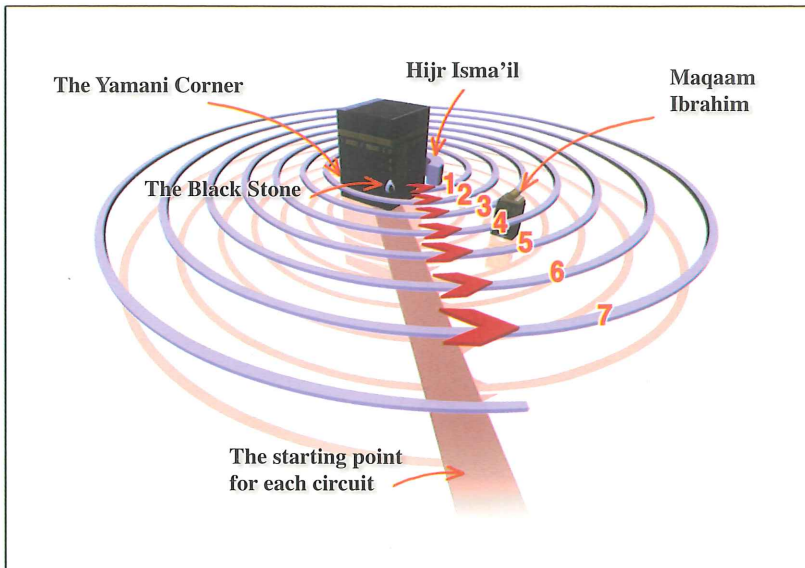 Hijr Isma’il
The Yamani Corner
Maqaam
Ibrahim
The Black Stone
1
2
3
4
5
6
7
The starting point
for each circuit